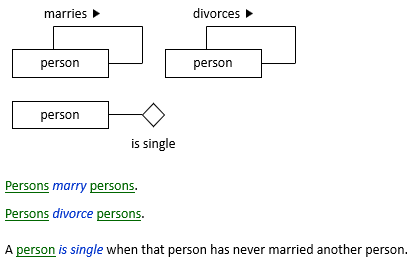 marries ▶ divorces ▶
person person
person
is single
Persons marry persons.
Persons divorce persons.
A person is single when that person has never married another person.